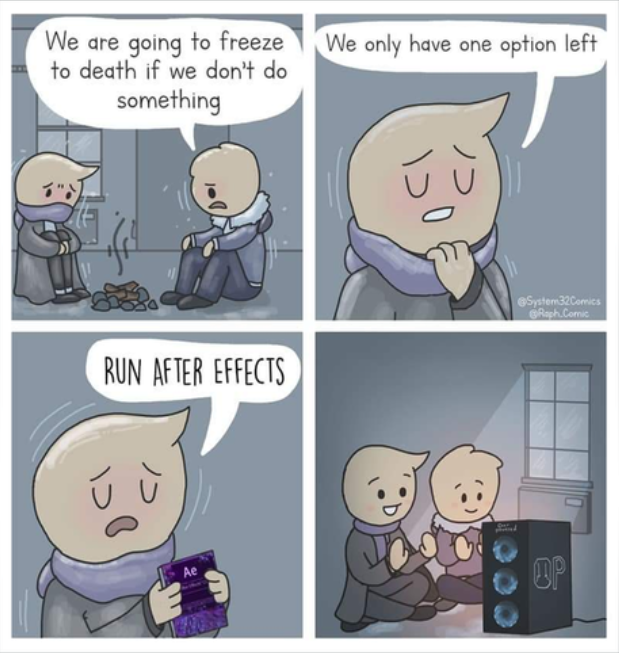 We are going to freeze
to death if we don't do
something
We only have one option left
@System32Comics
@Raph_Comic
RUN AFTER EFFECTS
Ae
OP